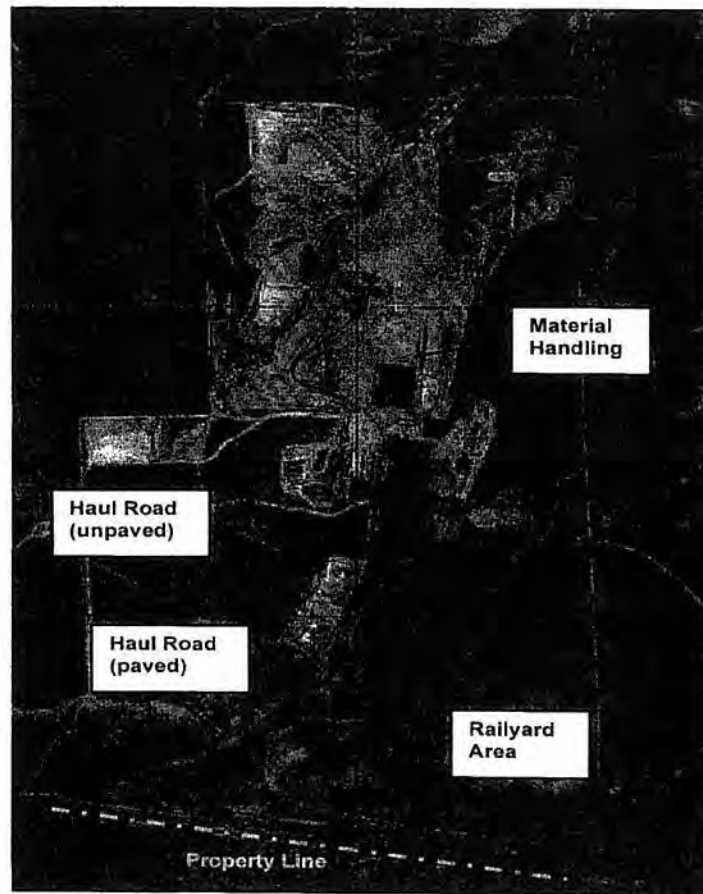 Material
Handling
Haul Road
(unpaved)
Haul Road
(paved)
Railyard
Area
Property Line